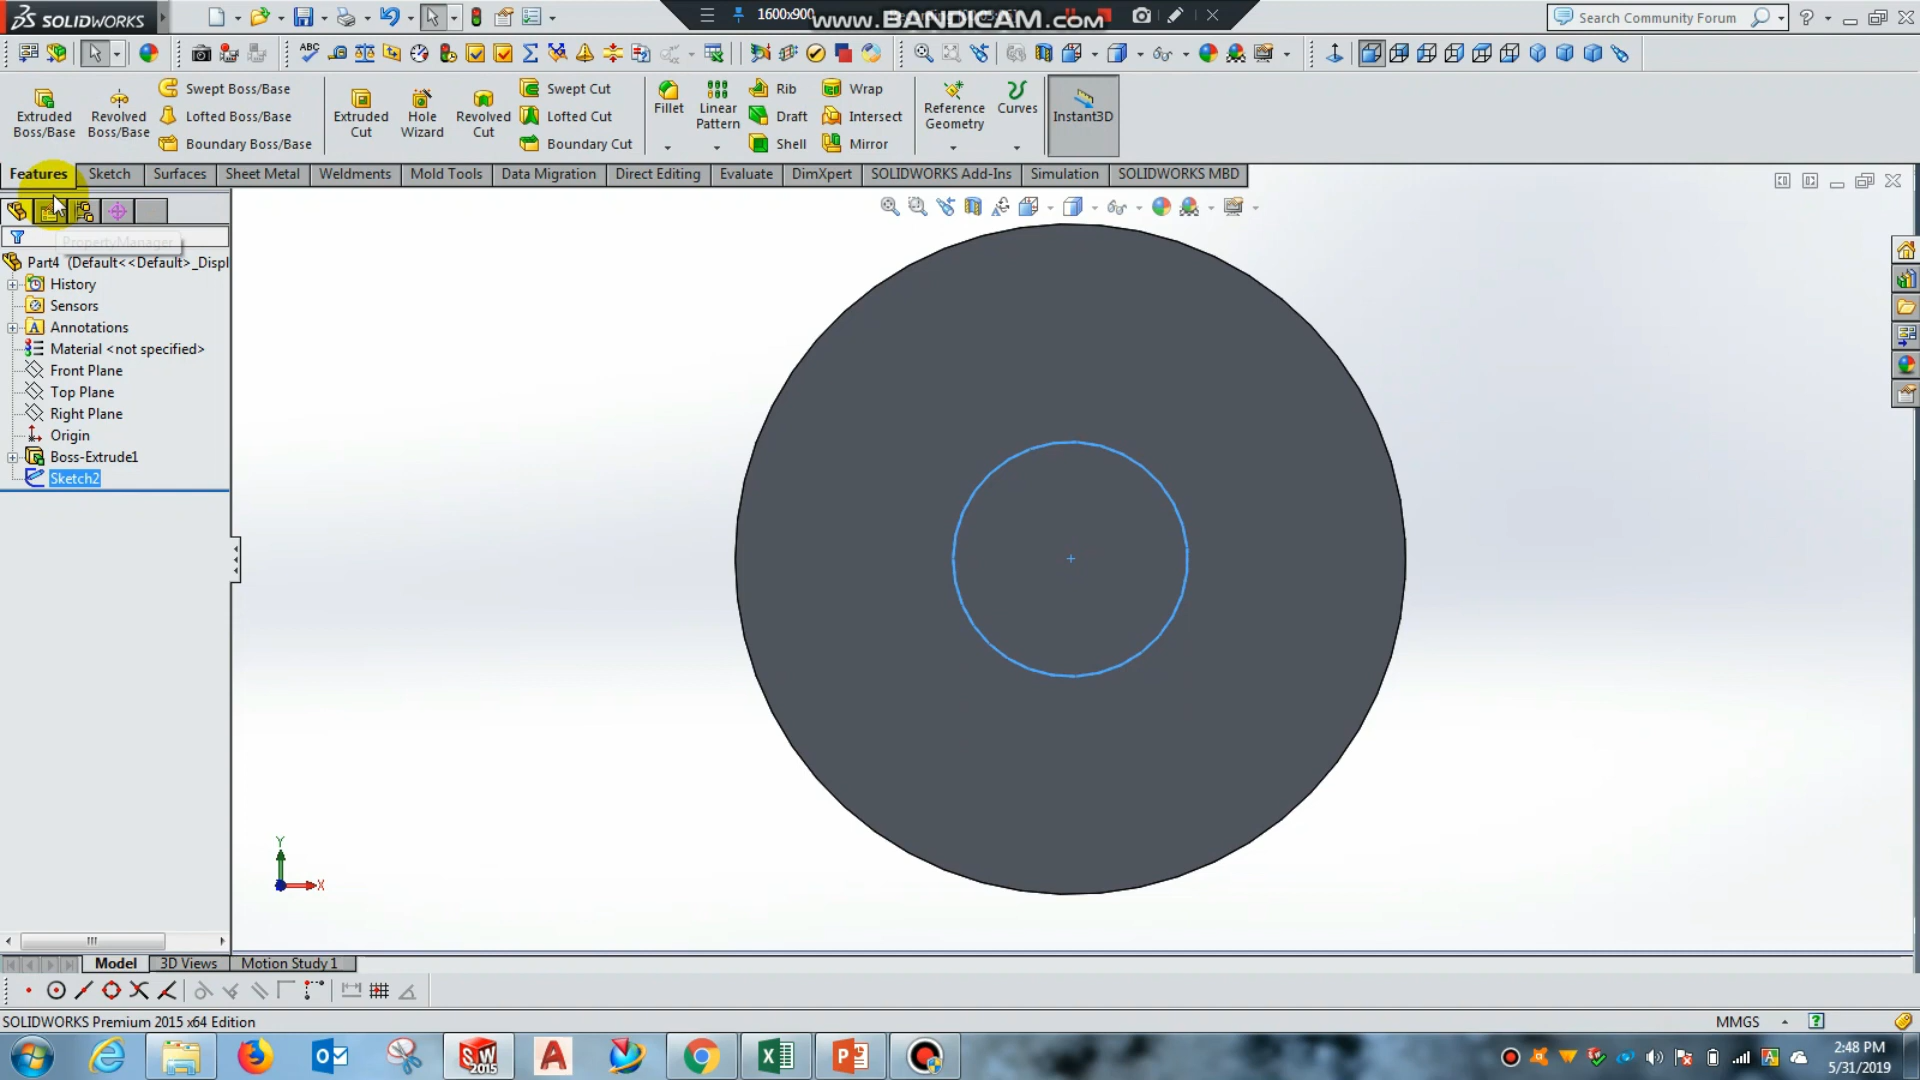 SOLIDWORKS
1600x900
www.BANDICAM.com
Search Community Forum
Extruded Boss/Base
Revolved Boss/Base
Swept Boss/Base
Lofted Boss/Base
Boundary Boss/Base
Extruded Cut
Hole Wizard
Revolved Cut
Swept Cut
Lofted Cut
Boundary Cut
Fillet
Linear Pattern
Rib
Draft
Shell
Wrap
Intersect
Mirror
Reference Geometry
Curves
Instant3D
Features
Sketch
Surfaces
Sheet Metal
Weldments
Mold Tools
Data Migration
Direct Editing
Evaluate
DimXpert
SOLIDWORKS Add-Ins
Simulation
SOLIDWORKS MBD
PropertyManager
Part4 (Default<<Default>_Displ
History
Sensors
Annotations
Material <not specified>
Front Plane
Top Plane
Right Plane
Origin
Boss-Extrude1
Sketch2
Y
X
Model
3D Views
Motion Study 1
SOLIDWORKS Premium 2015 x64 Edition
MMGS
2:48 PM
5/31/2019